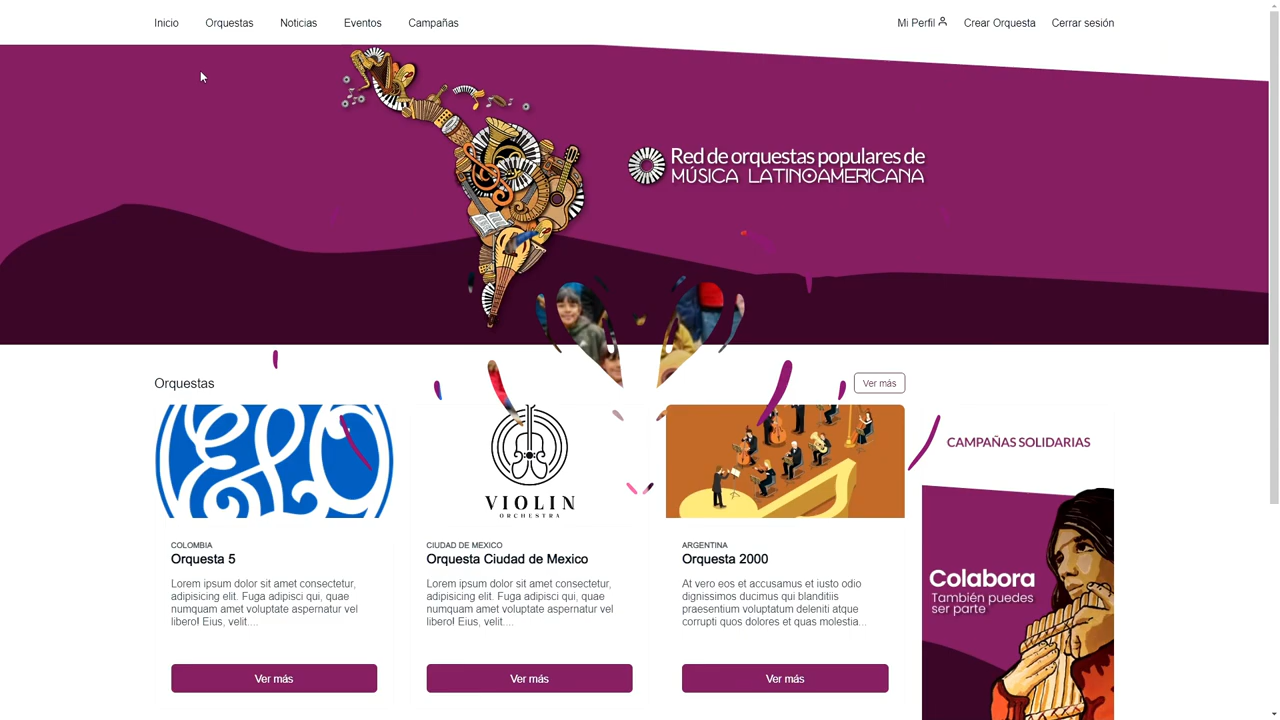 Inicio Orquestas Noticias Eventos Campañas Mi Perfil Crear Orquesta Cerrar sesión
Red de orquestas populares de
MÚSICA LATINOAMERICANA
Orquestas
Ver más
ELO
VIOLIN
ORCHESTRA
CAMPAÑAS SOLIDARIAS
COLOMBIA
Orquesta 5
Lorem ipsum dolor sit amet consectetur,
adipisicing elit. Fuga adipisci qui, quae
numquam amet voluptate aspernatur vel
libero! Eius, velit....
Ver más
CIUDAD DE MEXICO
Orquesta Ciudad de Mexico
Lorem ipsum dolor sit amet consectetur,
adipisicing elit. Fuga adipisci qui, quae
numquam amet voluptate aspernatur vel
libero! Eius, velit....
Ver más
ARGENTINA
Orquesta 2000
At vero eos et accusamus et iusto odio
dignissimos ducimus qui blanditiis
praesentium voluptatum deleniti atque
corrupti quos dolores et quas molestia...
Ver más
Colabora
También puedes
ser parte